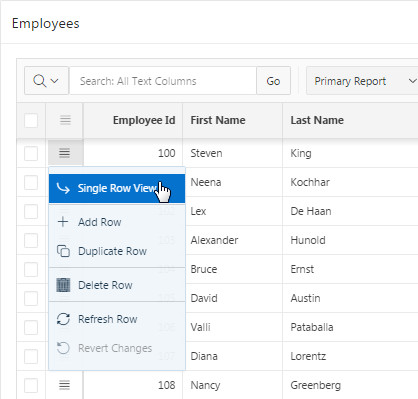 Employees
Search: All Text Columns Go Primary Report
Employee Id First Name Last Name
100 Steven King
Single Row View Neena Kochhar
Lex De Haan
Add Row
Alexander Hunold
Duplicate Row
Bruce Ernst
Delete Row
David Austin
Refresh Row Valli Pataballa
Revert Changes Diana Lorentz
108 Nancy Greenberg